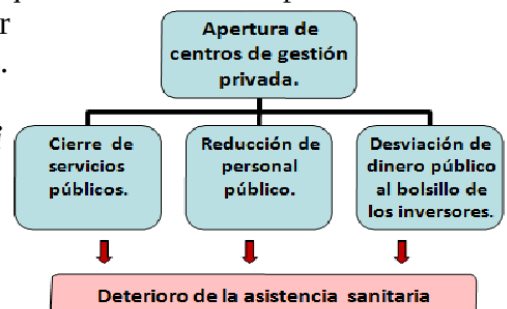 r
.
i
Apertura de
centros de gestión
privada.
Cierre de
servicios
públicos.
Reducción de
personal
público.
Desviación de
dinero público
al bolsillo de
los inversores.
Deterioro de la asistencia sanitaria